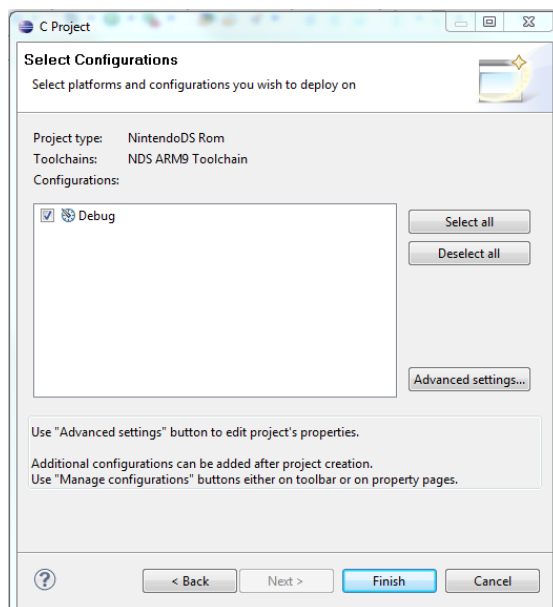 C Project
Select Configurations
Select platforms and configurations you wish to deploy on
Project type: NintendoDS Rom
Toolchains: NDS ARM9 Toolchain
Configurations:
Debug
Select all
Deselect all
Advanced settings...
Use "Advanced settings" button to edit project's properties.
Additional configurations can be added after project creation.
Use "Manage configurations" buttons either on toolbar or on property pages.
?
< Back
Next >
Finish
Cancel